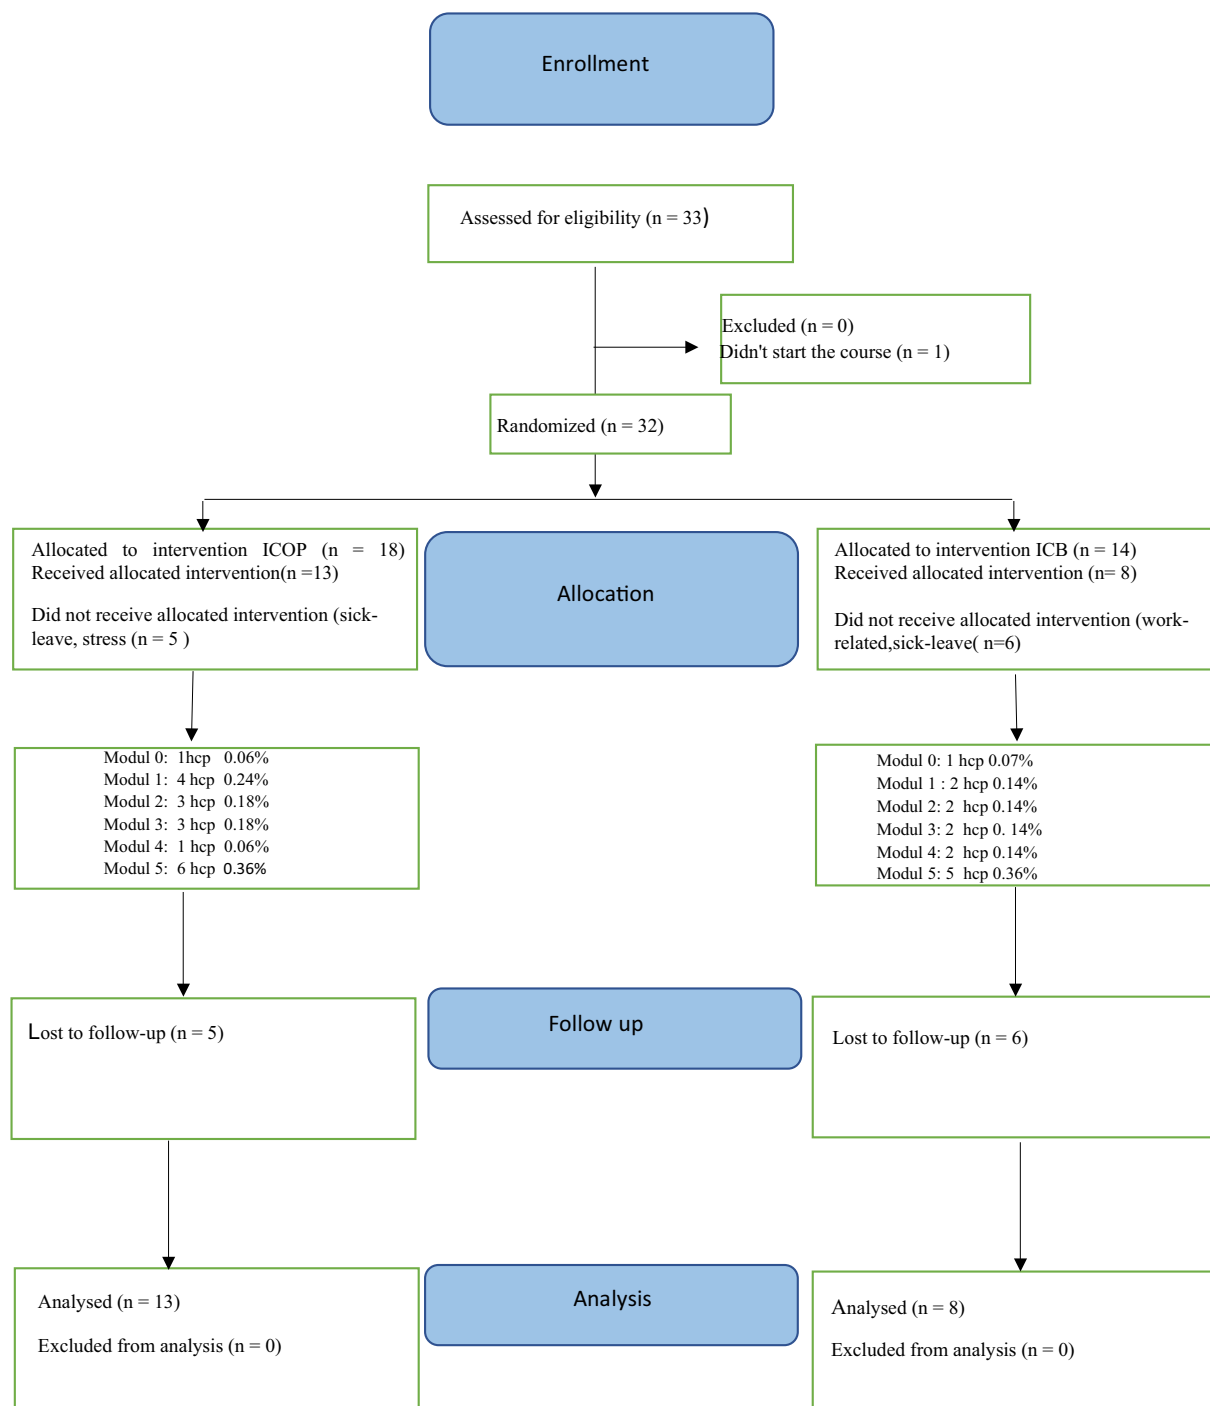 Enrollment
Assessed for eligibility (n = 33)
Excluded (n = 0)
Didn't start the course (n = 1)
Randomized (n = 32)
Allocated to intervention ICOP (n = 18)
Received allocated intervention(n =13)
Did not receive allocated intervention (sick-
leave, stress (n = 5 )
Allocation
Allocated to intervention ICB (n = 14)
Received allocated intervention (n= 8)
Did not receive allocated intervention (work-
related,sick-leave( n=6)
Modul 0: 1hcp 0.06%
Modul 1: 4 hcp 0.24%
Modul 2: 3 hcp 0.18%
Modul 3: 3 hcp 0.18%
Modul 4: 1 hcp 0.06%
Modul 5: 6 hcp 0.36%
Modul 0: 1 hcp 0.07%
Modul 1 : 2 hcp 0.14%
Modul 2: 2 hcp 0.14%
Modul 3: 2 hcp 0. 14%
Modul 4: 2 hcp 0.14%
Modul 5: 5 hcp 0.36%
Lost to follow-up (n = 5)
Follow up
Lost to follow-up (n = 6)
Analysed (n = 13)
Excluded from analysis (n = 0)
Analysis
Analysed (n = 8)
Excluded from analysis (n = 0)